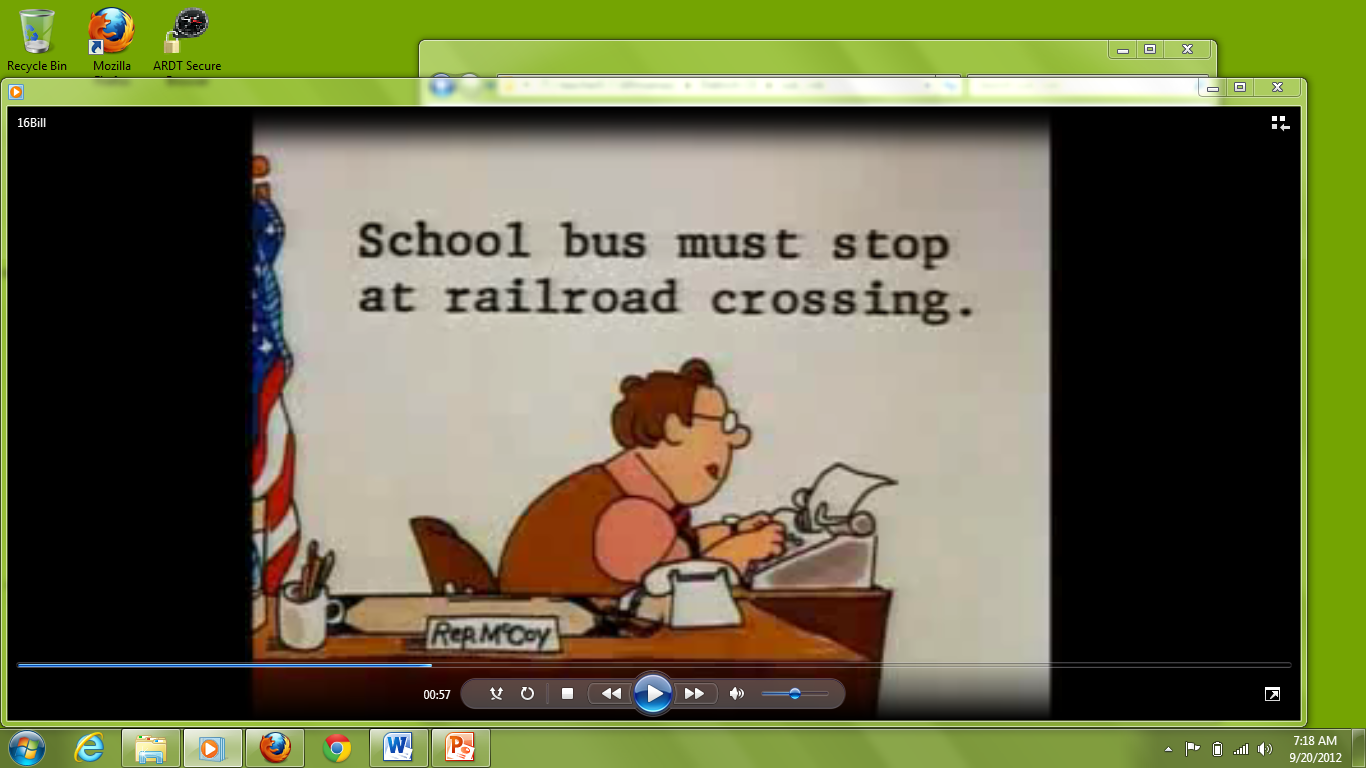 Recycle Bin
Mozilla
ARDT Secure
16Bill
School bus must stop
at railroad crossing.
Rep. McCoy
00:57
7:18 AM
9/20/2012